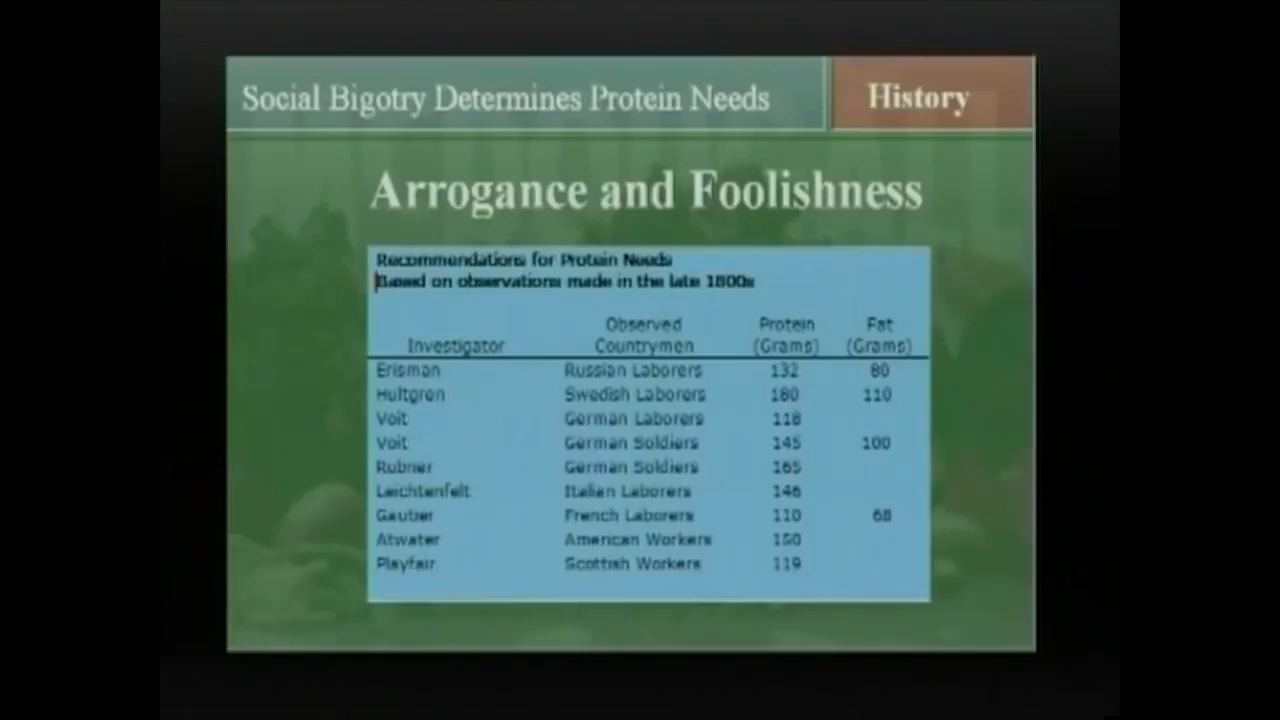 Social Bigotry Determines Protein Needs History
Arrogance and Foolishness
Recommendations for Protein Needs
Based on observations made in the late 1800s
Observed Protein Fat
Investigator Countrymen (Grams) (Grams)
Erisman Russian Laborers 132 80
Hultgren Swedish Laborers 180 110
Voit German Laborers 118
Voit German Soldiers 145 100
Rubner German Soldiers 165
Leichtenfelt Italian Laborers 146
Gautier French Laborers 110 68
Atwater American Workers 150
Playfair Scottish Workers 119